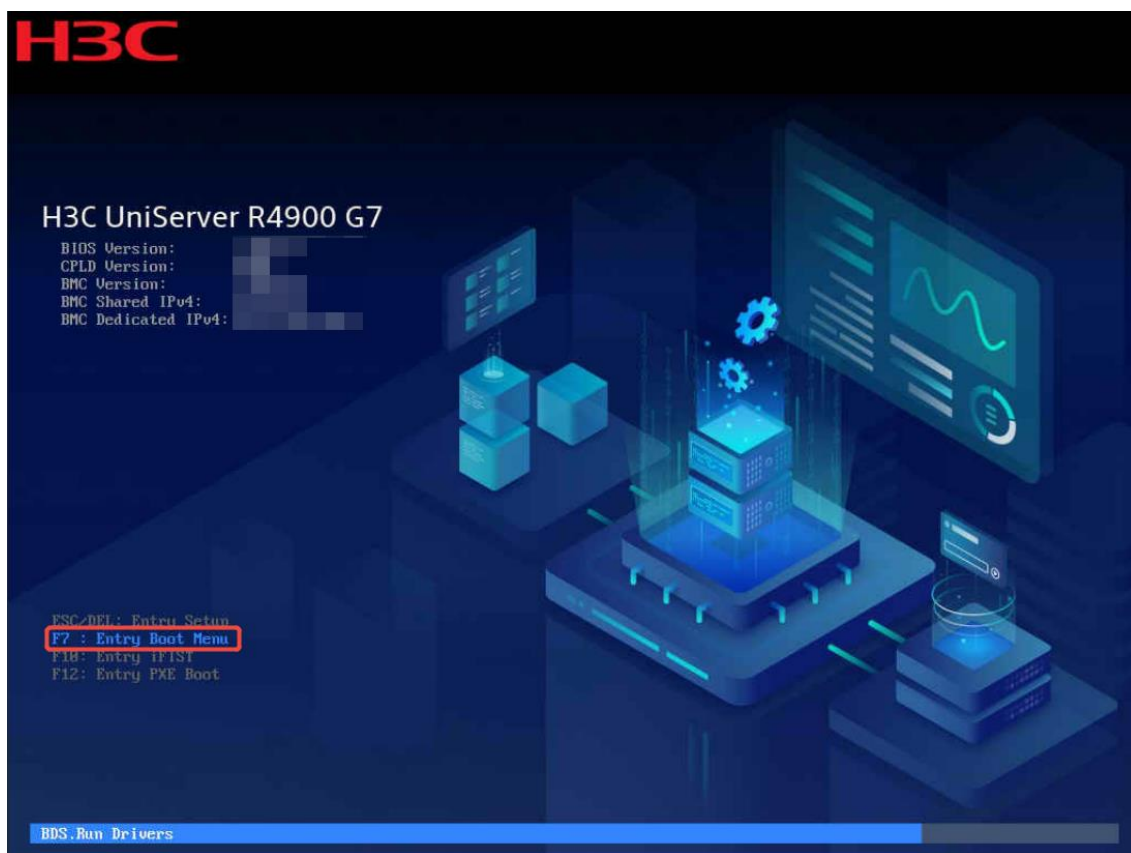 H3C
H3C UniServer R4900 G7
BIOS Version:
CPLD Version:
BMC Version:
BMC Shared IPv4:
BMC Dedicated IPv4:
ESC/DEL: Entry Setup
F7 : Entry Boot Menu
F10: Entry iFIST
F12: Entry PXE Boot
BDS.Run Drivers